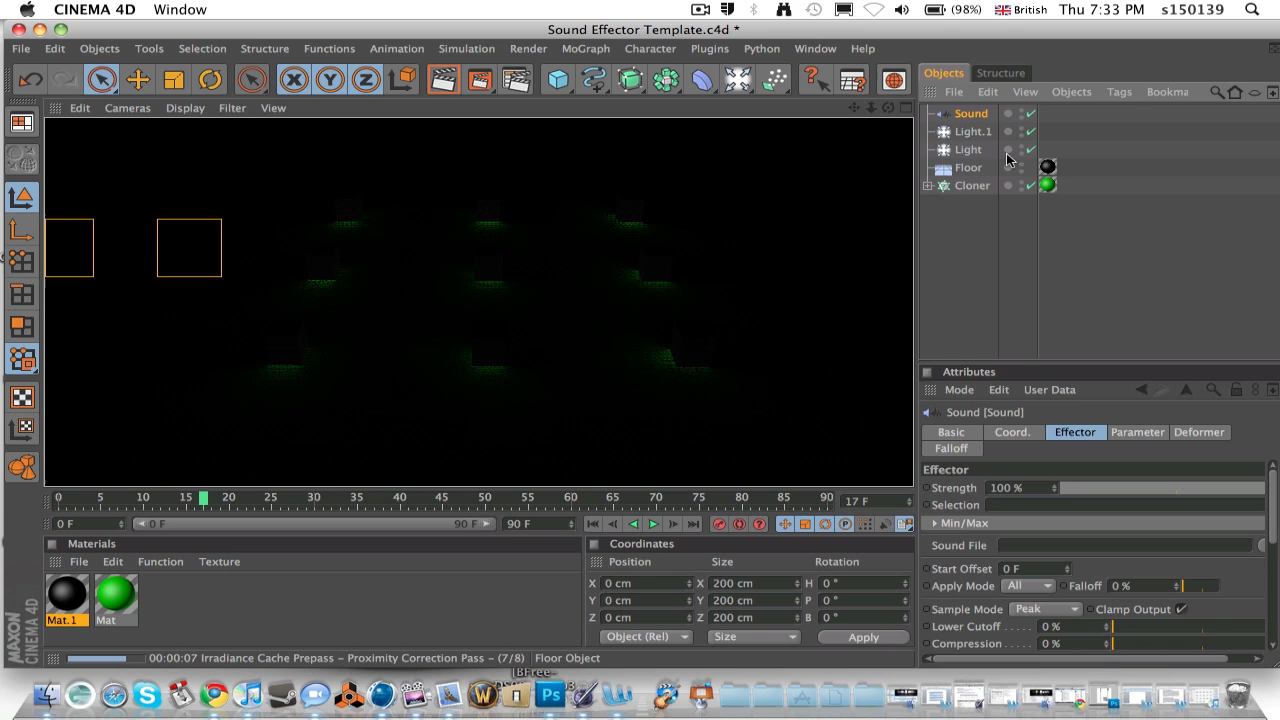 CINEMA 4D Window (98%) British Thu 7:33 PM s150139
Sound Effector Template.c4d *
File Edit Objects Tools Selection Structure Functions Animation Simulation Render MoGraph Character Plugins Python Window Help
Objects Structure
File Edit View Objects Tags Bookma
Edit Cameras Display Filter View
Sound
Light.1
Light
Floor
Cloner
Attributes
Mode Edit User Data
Sound [Sound]
Basic Coord. Effector Parameter Deformer
Falloff
Effector
Strength 100 %
Selection
Min/Max
Sound File
Start Offset 0 F
Apply Mode All Falloff 0 %
Sample Mode Peak Clamp Output
Lower Cutoff . . . . . 0 %
Compression . . . . 0 %
0 5 10 15 20 25 30 35 40 45 50 55 60 65 70 75 80 85 90 17 F
0 F 0 F 90 F 90 F
Materials
File Edit Function Texture
Mat.1 Mat
Coordinates
Position Size Rotation
X 0 cm X 200 cm H 0 °
Y 0 cm Y 200 cm P 0 °
Z 0 cm Z 200 cm B 0 °
Object (Rel) Size Apply
MAXON CINEMA 4D
00:00:07 Irradiance Cache Prepass - Proximity Correction Pass - (7/8) Floor Object